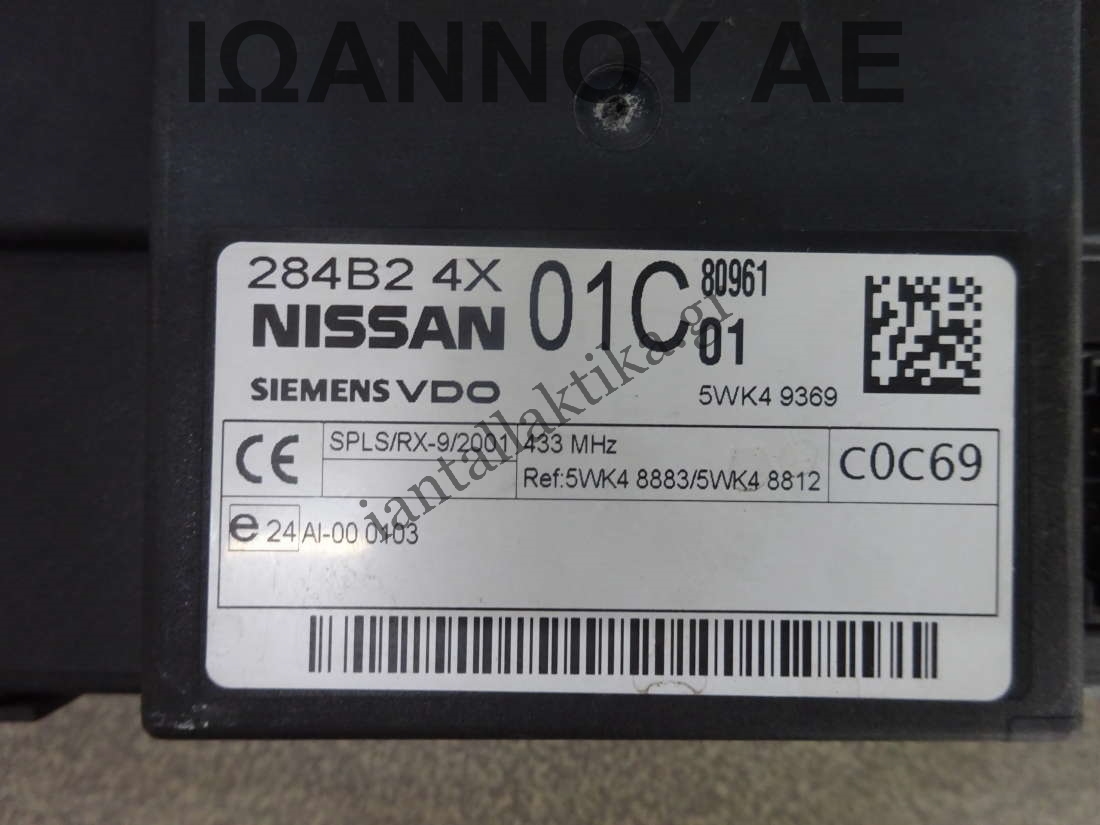 ΙΩΑΝΝΟΥ ΑΕ
284B2 4X 01C 80961
NISSAN 01
SIEMENS VDO 5WK4 9369
CE SPLS/RX-9/2001 433 MHz C0C69
Ref:5WK4 8883/5WK4 8812
e 24 AI-00 0103
iantallaktika.gr